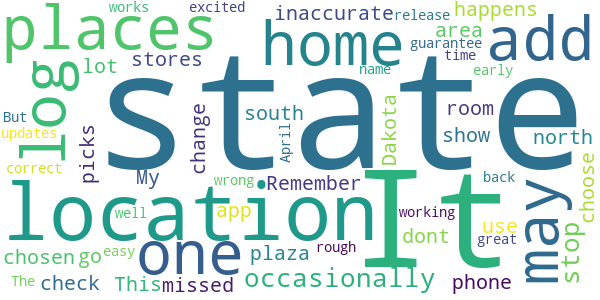 works excited
places happens
inaccurate release
home add
area guarantee
stores time
lot name early
log state
But south room
updates change April Dakota show north
picks
correct My
choose
location Remember It may
wrong app working back
one well use great
chosen go easy plaza rough dont stop
The check This missed occasionally phone